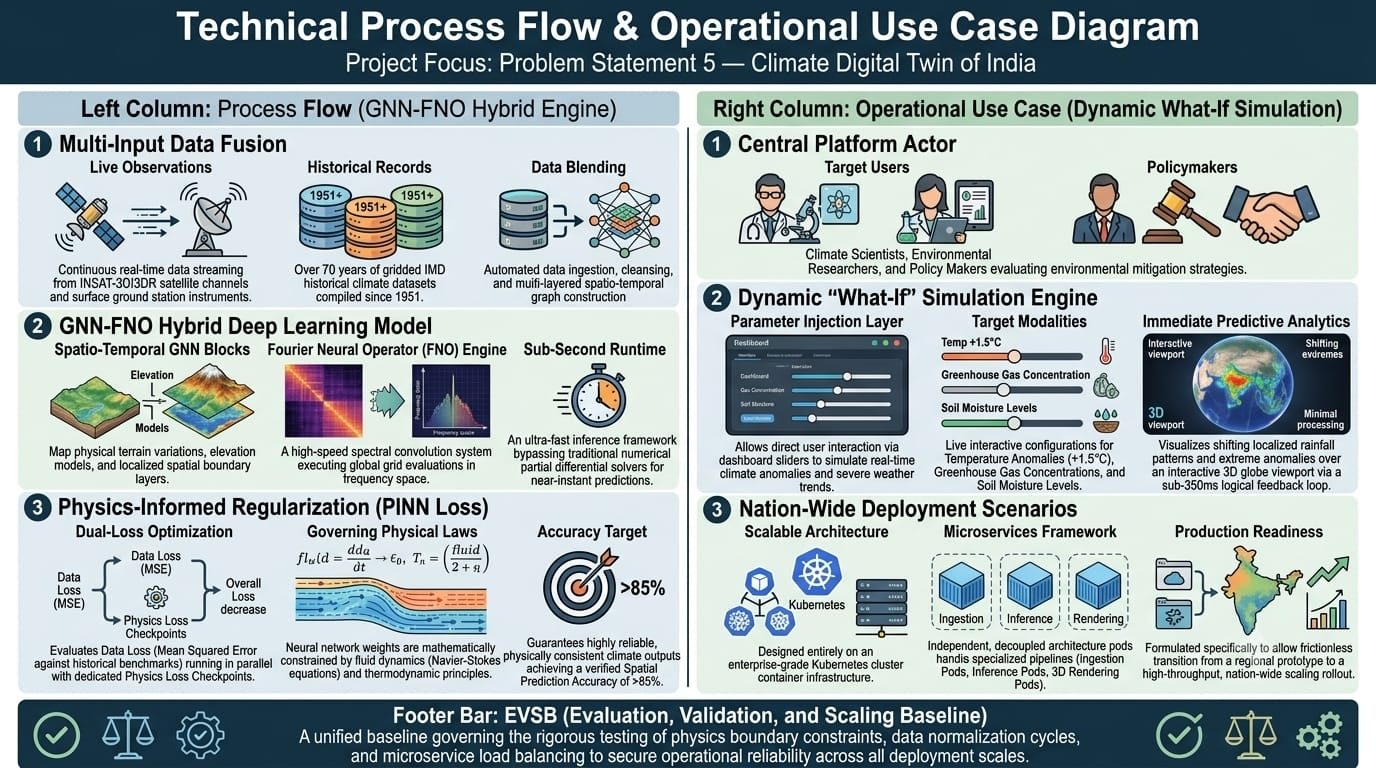 Technical Process Flow & Operational Use Case Diagram
Project Focus: Problem Statement 5 — Climate Digital Twin of India
Left Column: Process Flow (GNN-FNO Hybrid Engine)
1 Multi-Input Data Fusion
Live Observations
Continuous real-time data streaming
from INSAT-3OI3DR satellite channels
and surface ground station instruments.
Historical Records
1951+
1951+
1951+
Over 70 years of gridded IMD
historical climate datasets
compiled since 1951.
Data Blending
Automated data ingestion, cleansing,
and muifi-layered spatio-temporal
graph construction
2 GNN-FNO Hybrid Deep Learning Model
Spatio-Temporal GNN Blocks
Elevation
Models
Map physical terrain variations, elevation
models, and localized spatial boundary
layers.
Fourier Neural Operator (FNO) Engine
A high-speed spectral convolution system
executing global grid evaluations in
frequency space.
Sub-Second Runtime
An ultra-fast inference framework
bypassing traditional numerical
partial differential solvers for
near-instant predictions.
3 Physics-Informed Regularization (PINN Loss)
Dual-Loss Optimization
Data
Loss
(MSE)
Data Loss
(MSE)
Physics Loss
Checkpoints
Overall
Loss
decrease
Evaluates Data Loss (Mean Squared Error
against historical benchmarks) running in parallel
with dedicated Physics Loss Checkpoints.
Governing Physical Laws
Neural network weights are mathematically
constrained by fluid dynamics (Navier-Stokes
equations) and thermodynamic principles.
Accuracy Target
>85%
Guarantees highly reliable,
physically consistent climate outputs
achieving a verified Spatial
Prediction Accuracy of >85%.
Right Column: Operational Use Case (Dynamic What-If Simulation)
1 Central Platform Actor
Target Users
Policymakers
Climate Scientists, Environmental
Researchers, and Policy Makers evaluating environmental mitigation strategies.
2 Dynamic “What-If” Simulation Engine
Parameter Injection Layer
Restiboard
Dashboard
Gas Concentration
Allows direct user interaction via
dashboard sliders to simulate real-time
climate anomalies and severe weather
trends.
Target Modalities
Temp +1.5°C
Greenhouse Gas Concentration
Soil Moisture Levels
Live interactive configurations for
Temperature Anomalies (+1.5°C),
Greenhouse Gas Concentrations, and
Soil Moisture Levels.
Immediate Predictive Analytics
Interactive
viewport
Shifting
evdremes
3D
Viewport
Minimal
processing
Visualizes shifting localized rainfall
patterns and extreme anomalies over
an interactive 3D globe viewport via a
sub-350ms logical feedback loop.
3 Nation-Wide Deployment Scenarios
Scalable Architecture
Kubernetes
Designed entirely on an
enterprise-grade Kubernetes cluster
container infrastructure.
Microservices Framework
Ingestion
Inference
Rendering
Independent, decoupled architecture pods
handis specialized pipelines (Ingestion
Pods, Inference Pods, 3D Rendering
Pods).
Production Readiness
Formulated specifically to allow frictionless
transition from a regional prototype to a
high-throughput, nation-wide scaling rollout.
Footer Bar: EVSB (Evaluation, Validation, and Scaling Baseline)
A unified baseline governing the rigorous testing of physics boundary constraints, data normalization cycles,
and microservice load balancing to secure operational reliability across all deployment scales.